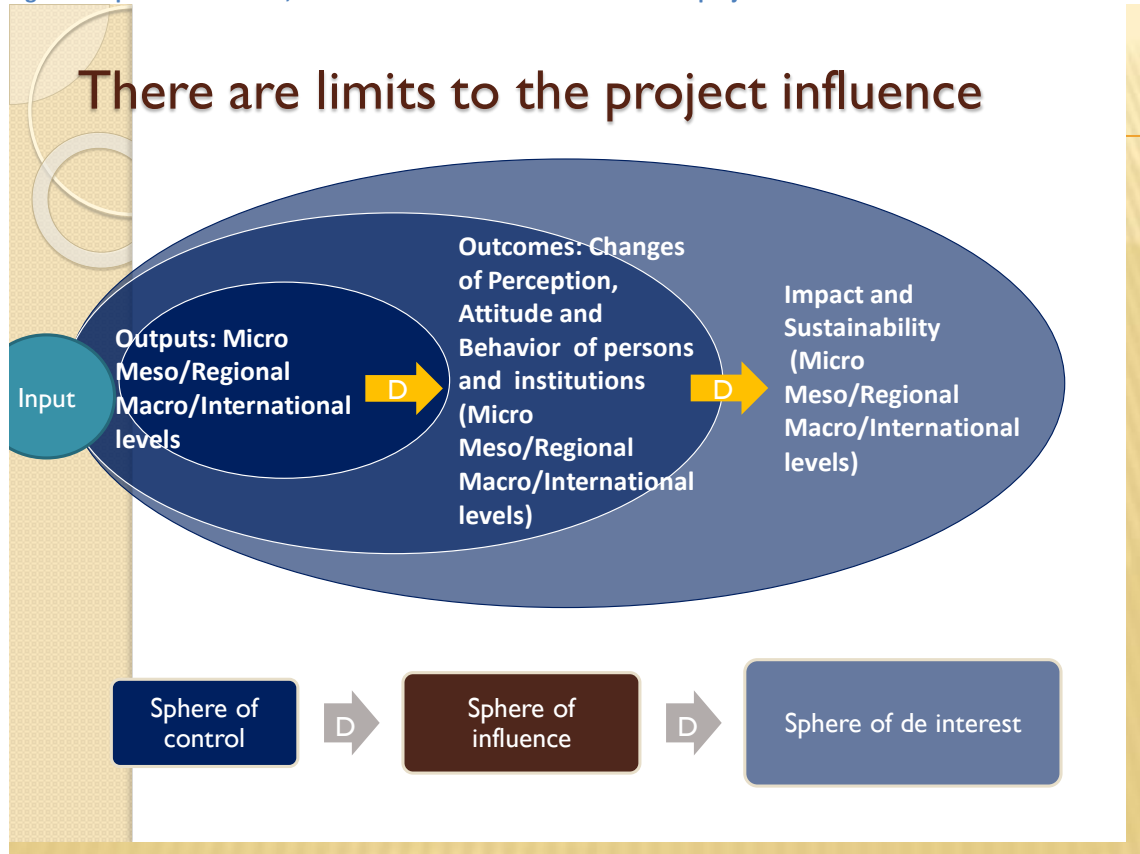 There are limits to the project influence
Input
Outputs: Micro
Meso/Regional
Macro/International
levels
D
Outcomes: Changes
of Perception,
Attitude and
Behavior of persons
and institutions
(Micro
Meso/Regional
Macro/International
levels)
D
Impact and
Sustainability
(Micro
Meso/Regional
Macro/International
levels)
Sphere of
control
D
Sphere of
influence
D
Sphere of de interest